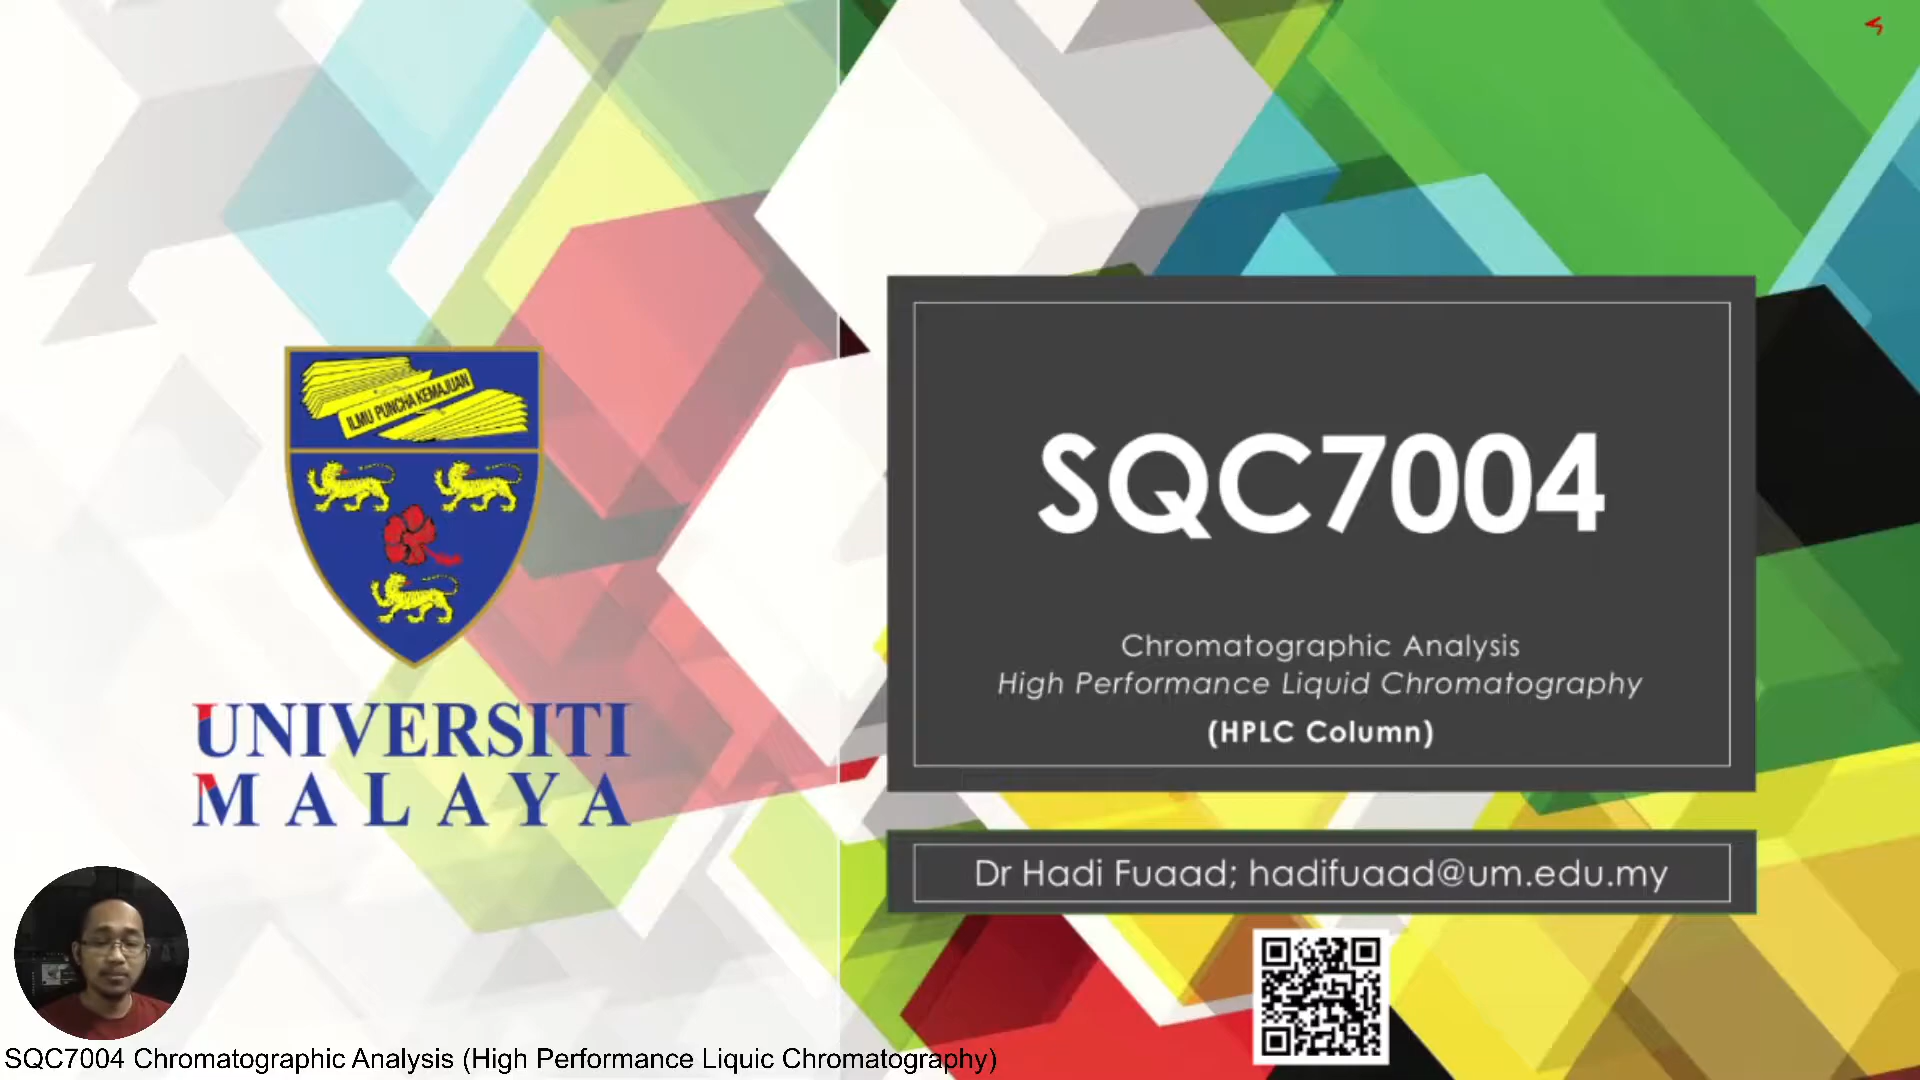 ILMU PUNCHA KEMAJUAN
UNIVERSITI
MALAYA
SQC7004
Chromatographic Analysis
High Performance Liquid Chromatography
(HPLC Column)
Dr Hadi Fuaad; hadifuaad@um.edu.my
SQC7004 Chromatographic Analysis (High Performance Liquic Chromatography)